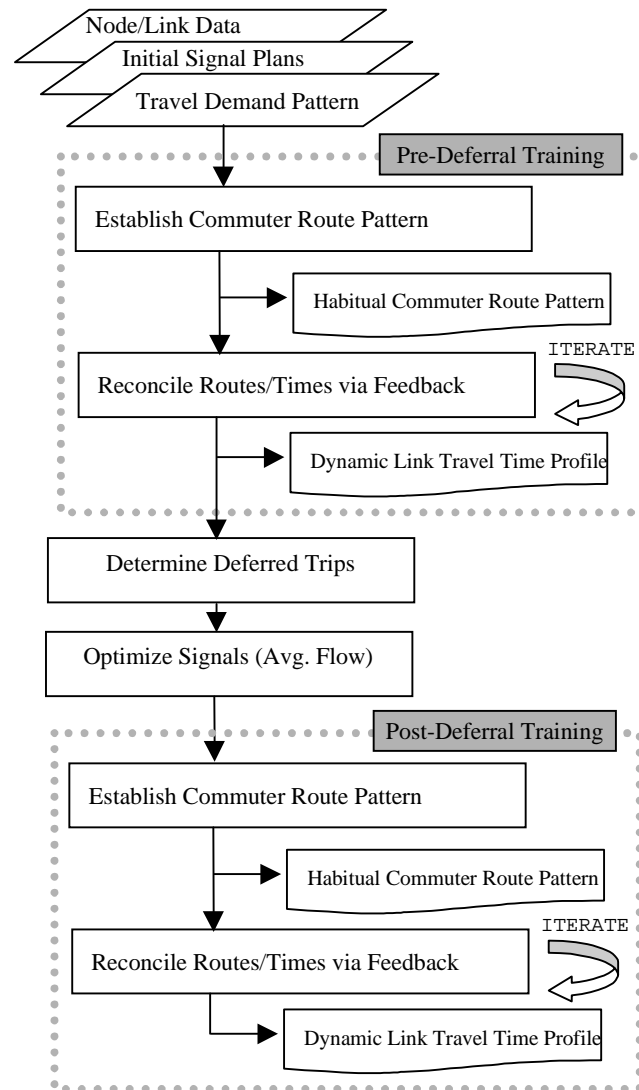 Node/Link Data
Initial Signal Plans
Travel Demand Pattern
Pre-Deferral Training
Establish Commuter Route Pattern
Habitual Commuter Route Pattern
ITERATE
Reconcile Routes/Times via Feedback
Dynamic Link Travel Time Profile
Determine Deferred Trips
Optimize Signals (Avg. Flow)
Post-Deferral Training
Establish Commuter Route Pattern
Habitual Commuter Route Pattern
ITERATE
Reconcile Routes/Times via Feedback
Dynamic Link Travel Time Profile